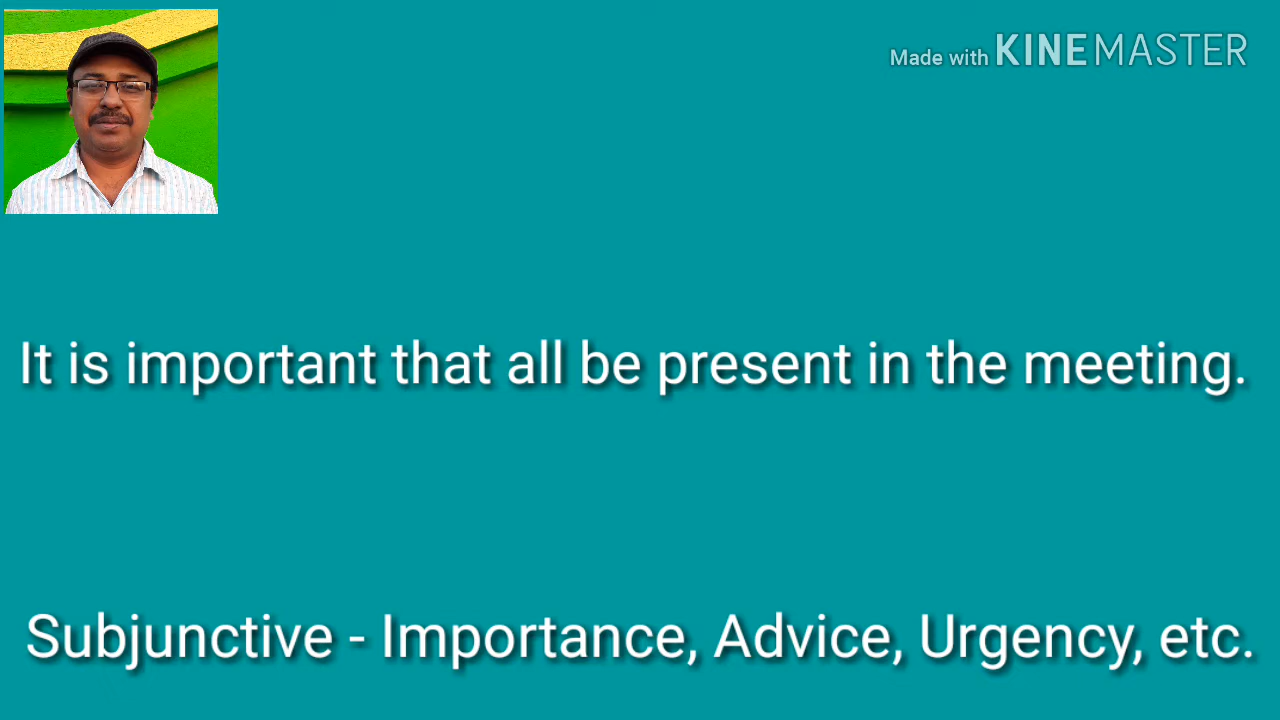 Made with KINEMASTER
It is important that all be present in the meeting.
Subjunctive - Importance, Advice, Urgency, etc.